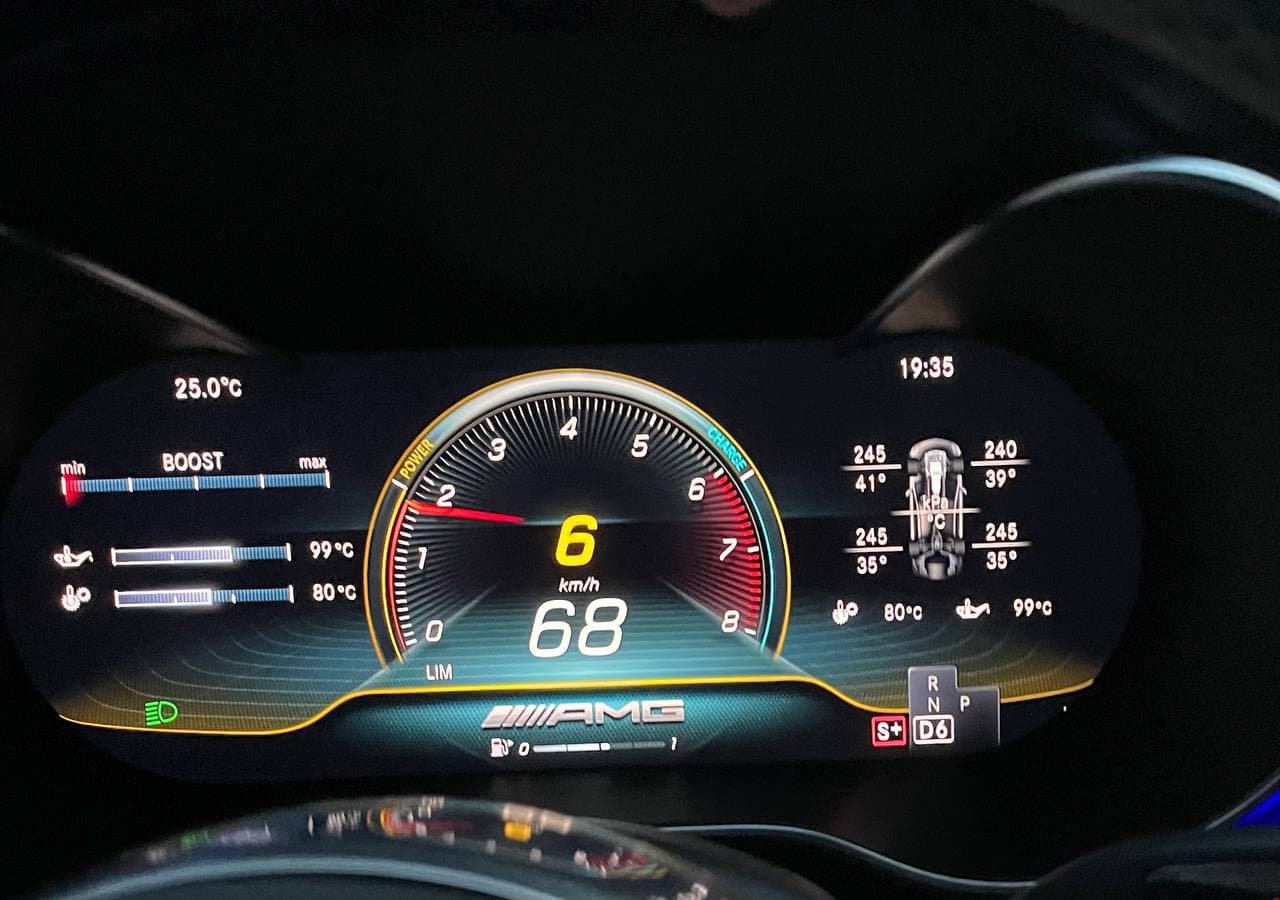 25.0°C
19:35
BOOST
min
max
99°C
80°C
POWER
CHARGE
0
1
2
3
4
5
6
7
8
6
km/h
68
LIM
245
41°
240
39°
kPa
°C
245
35°
245
35°
80°C
99°C
AMG
0
1
R
N
P
S+
D6